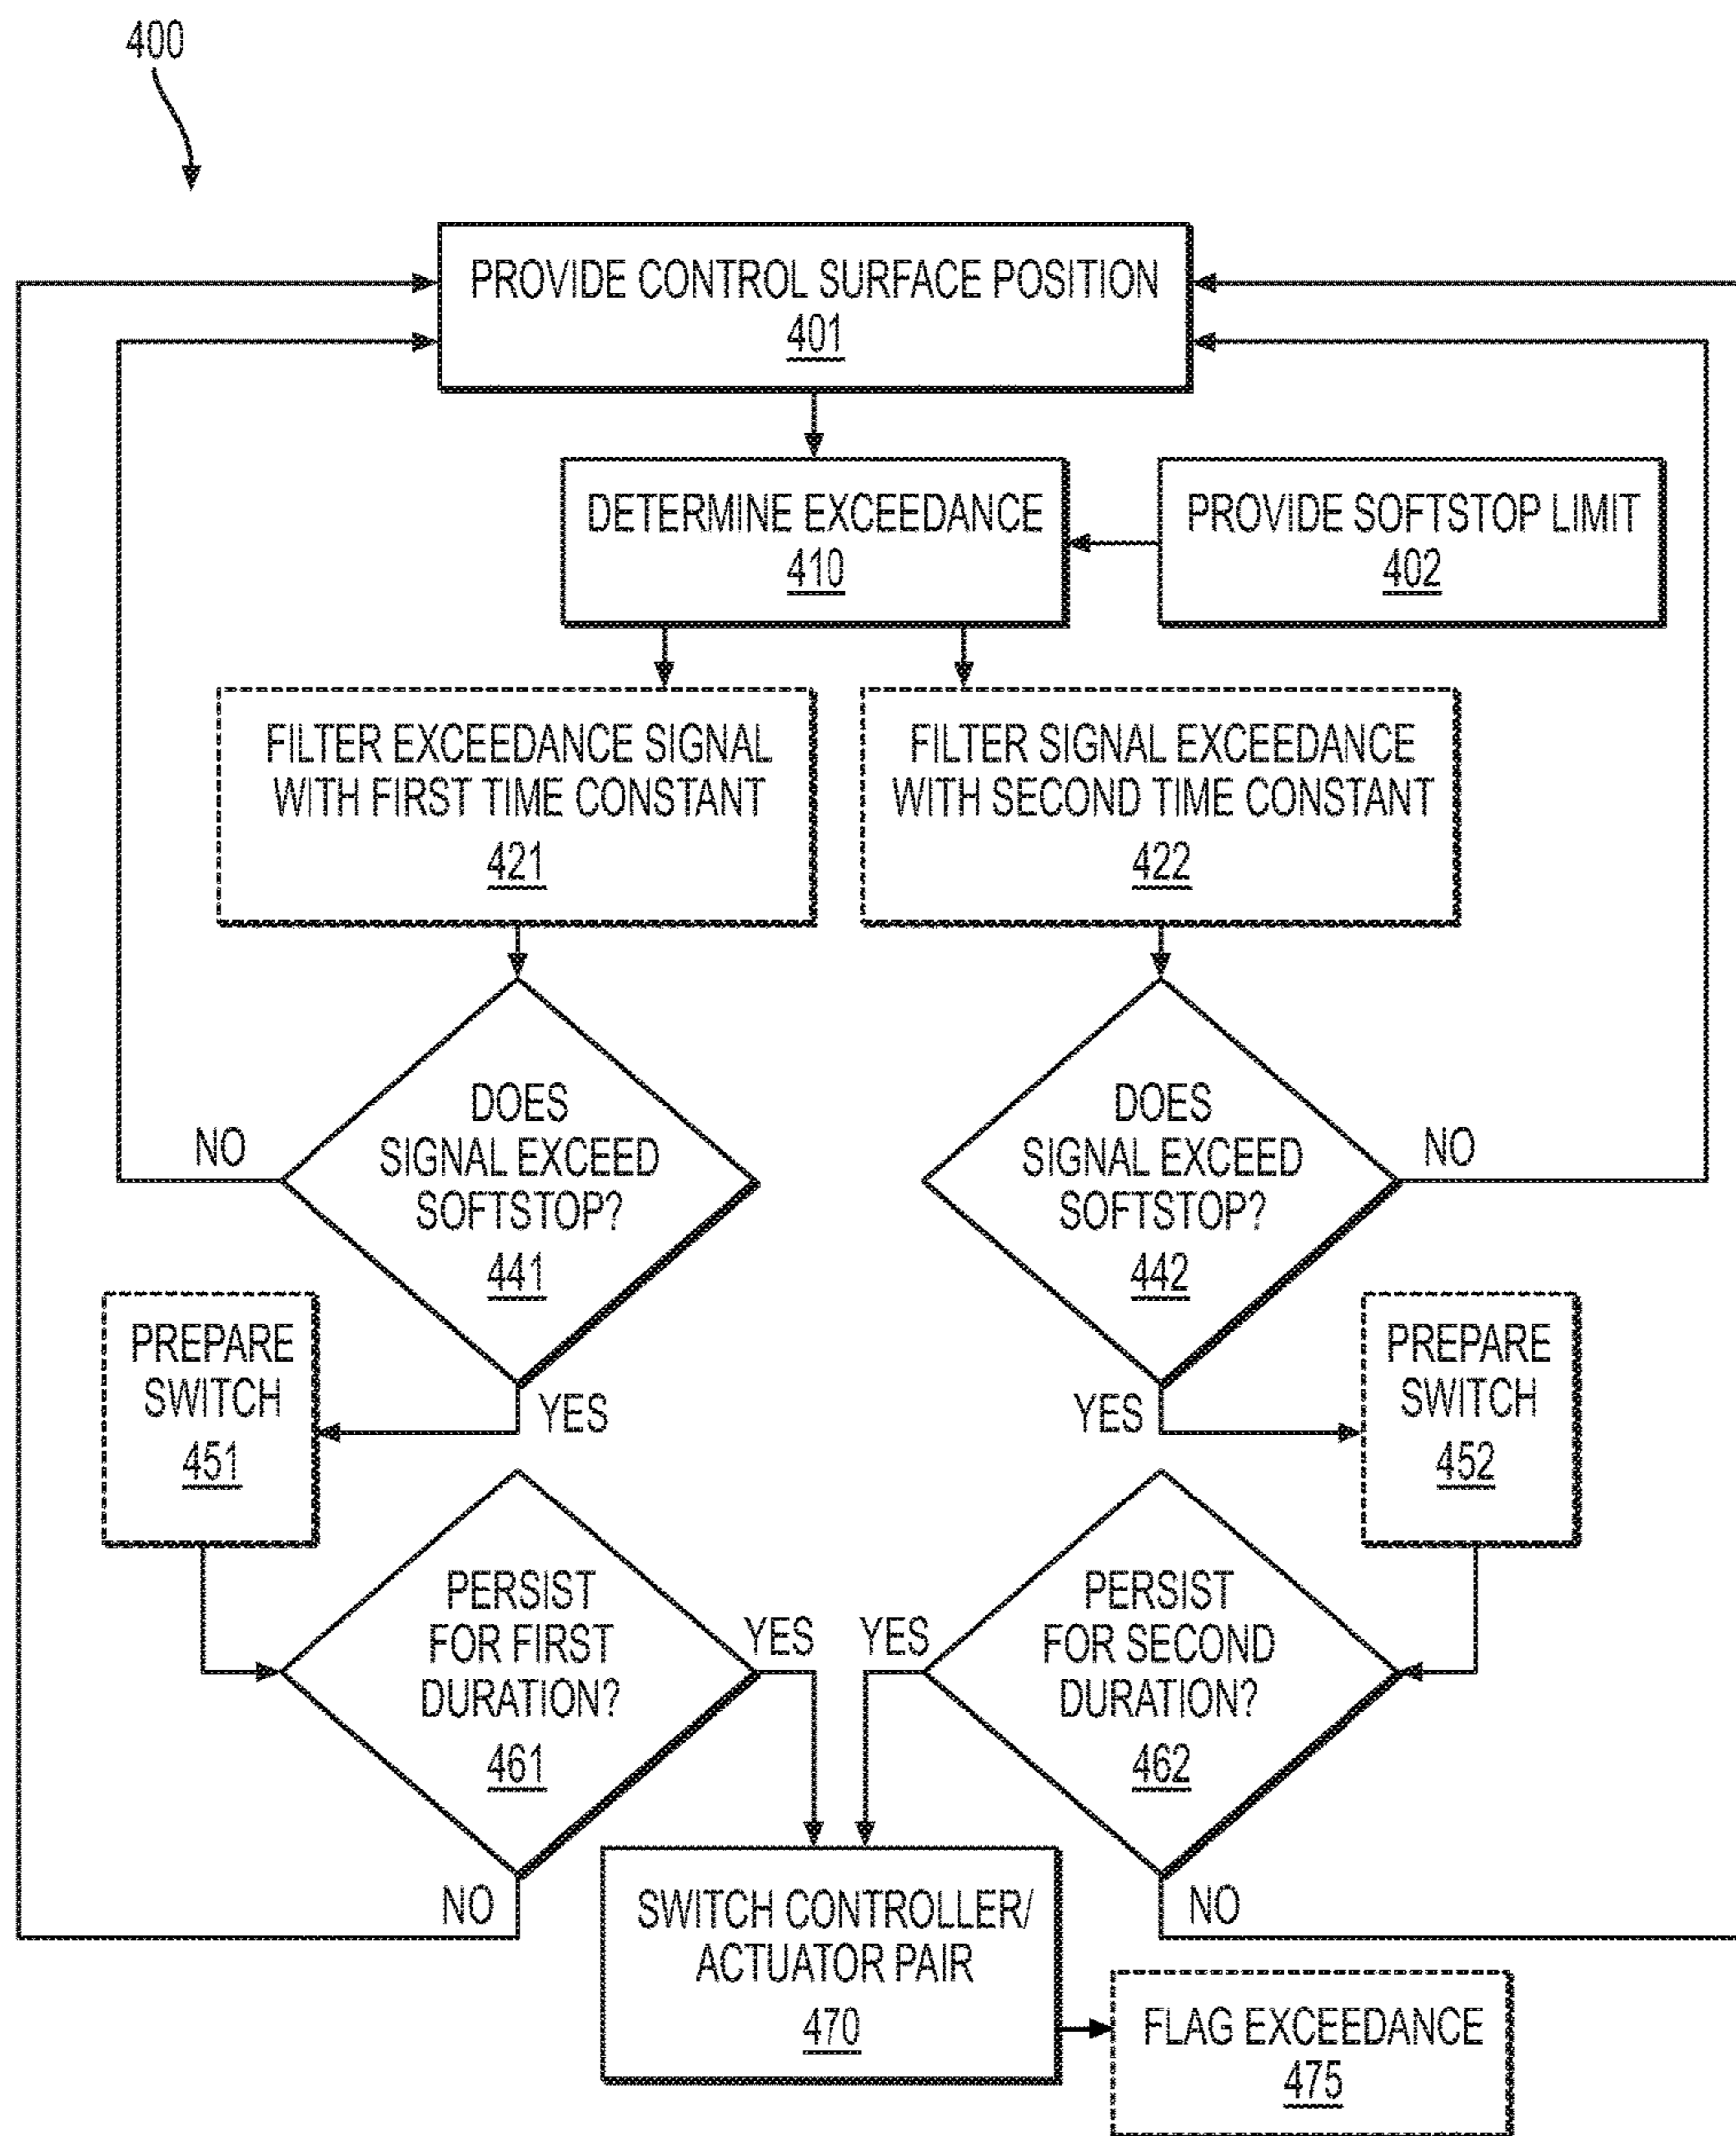 400
PROVIDE CONTROL SURFACE POSITION
401
DETERMINE EXCEEDANCE
410
PROVIDE SOFTSTOP LIMIT
402
FILTER EXCEEDANCE SIGNAL
WITH FIRST TIME CONSTANT
421
FILTER SIGNAL EXCEEDANCE
WITH SECOND TIME CONSTANT
422
DOES
SIGNAL EXCEED
SOFTSTOP?
441
NO
YES
DOES
SIGNAL EXCEED
SOFTSTOP?
442
NO
YES
PREPARE
SWITCH
451
PREPARE
SWITCH
452
PERSIST
FOR FIRST
DURATION?
461
YES
NO
PERSIST
FOR SECOND
DURATION?
462
YES
NO
SWITCH CONTROLLER/
ACTUATOR PAIR
470
FLAG EXCEEDANCE
475